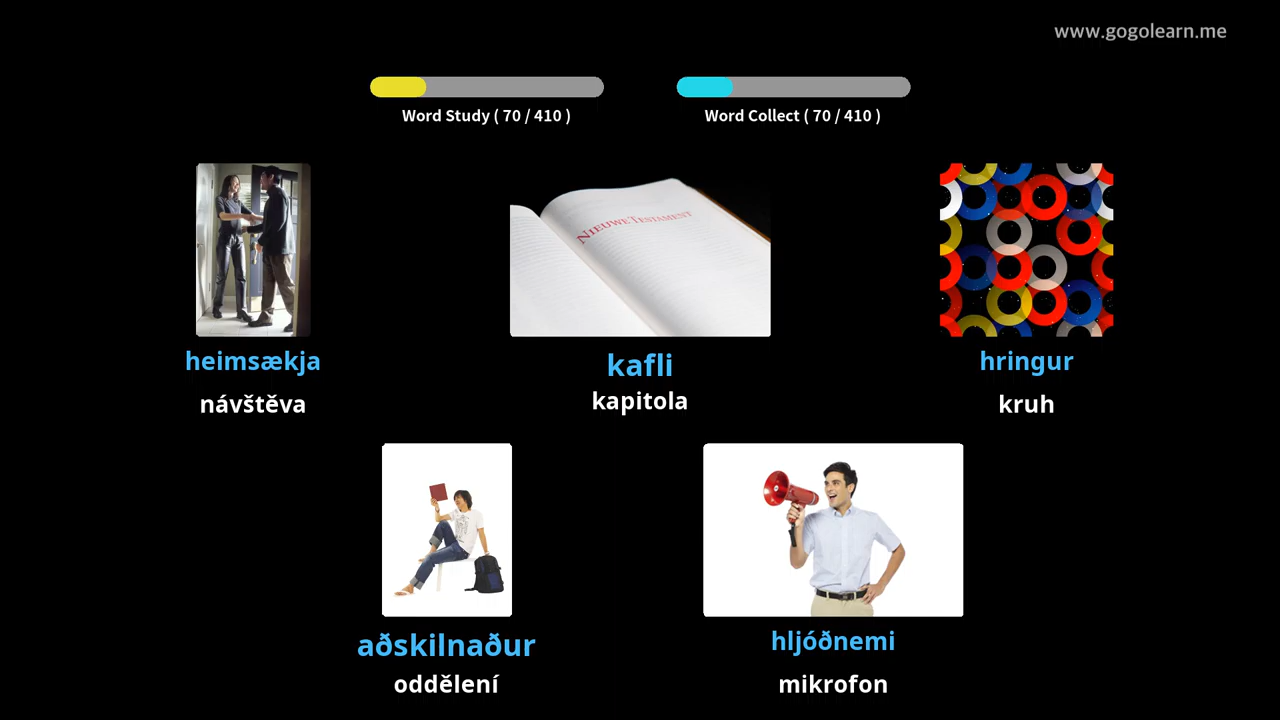 www.gogolearn.me
Word Study ( 70 / 410 )
Word Collect ( 70 / 410 )
NIEUWE TESTAMENT
heimsækja
návštěva
kafli
kapitola
hringur
kruh
aðskilnaður
oddělení
hljóðnemi
mikrofon